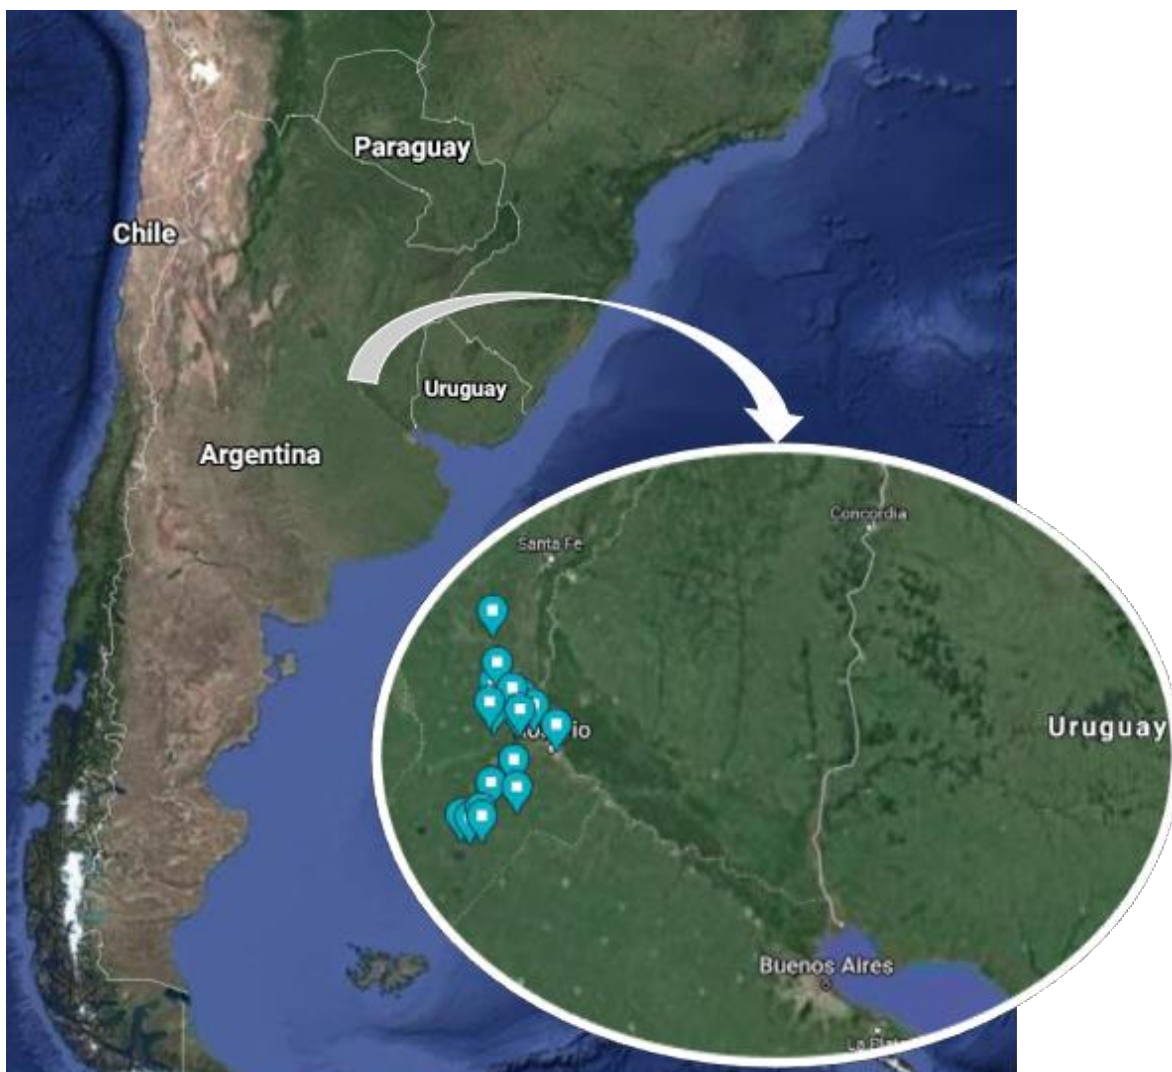 Paraguay
Chile
Uruguay
Argentina
Concordia
Santa Fe
Uruguay
Buenos Aires